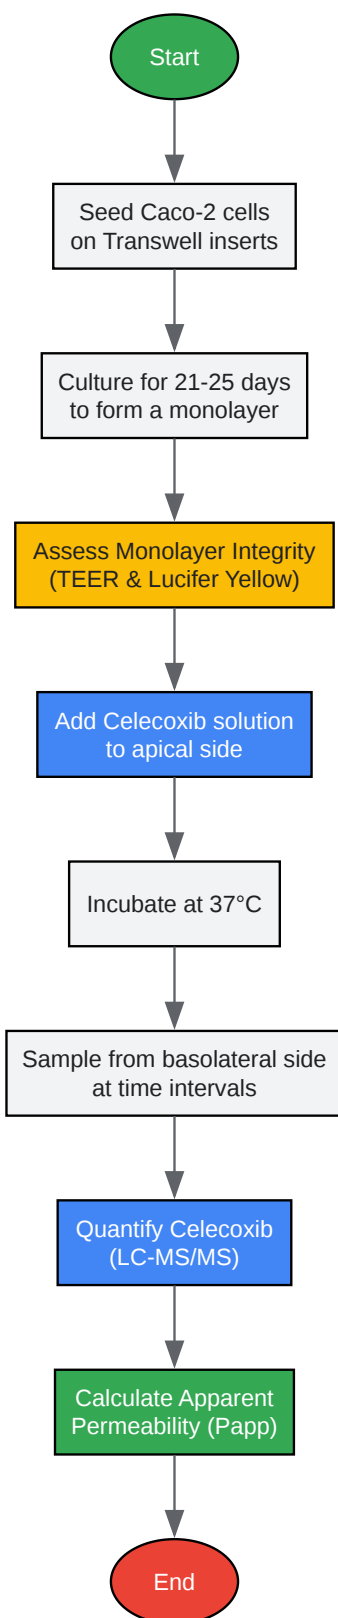 Start
Seed Caco-2 cells
on Transwell inserts
Culture for 21-25 days
to form a monolayer
Assess Monolayer Integrity
(TEER & Lucifer Yellow)
Add Celecoxib solution
to apical side
Incubate at 37°C
Sample from basolateral side
at time intervals
Quantify Celecoxib
(LC-MS/MS)
Calculate Apparent
Permeability (Papp)
End